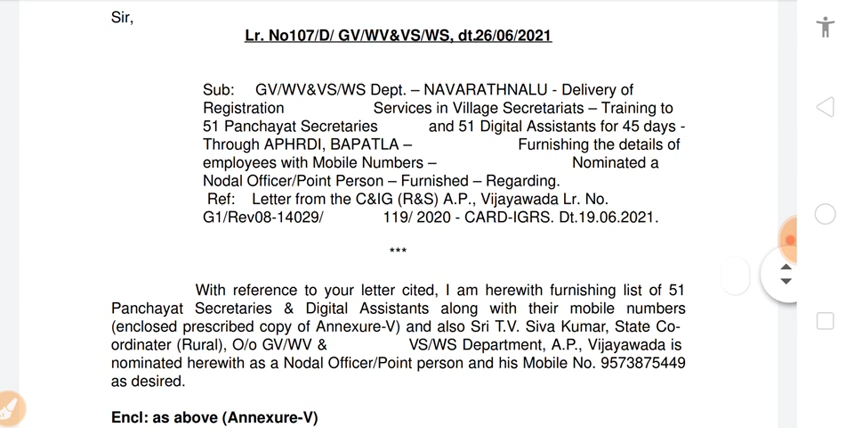 Sir,
Lr. No107/D/ GV/WV&VS/WS, dt.26/06/2021
Sub: GV/WV&VS/WS Dept. – NAVARATHNALU - Delivery of
Registration Services in Village Secretariats – Training to
51 Panchayat Secretaries and 51 Digital Assistants for 45 days -
Through APHRDI, BAPATLA – Furnishing the details of
employees with Mobile Numbers – Nominated a
Nodal Officer/Point Person – Furnished – Regarding.
Ref: Letter from the C&IG (R&S) A.P., Vijayawada Lr. No.
G1/Rev08-14029/ 119/ 2020 - CARD-IGRS. Dt.19.06.2021.
***
With reference to your letter cited, I am herewith furnishing list of 51
Panchayat Secretaries & Digital Assistants along with their mobile numbers
(enclosed prescribed copy of Annexure-V) and also Sri T.V. Siva Kumar, State Co-
ordinater (Rural), O/o GV/WV & VS/WS Department, A.P., Vijayawada is
nominated herewith as a Nodal Officer/Point person and his Mobile No. 9573875449
as desired.
Encl: as above (Annexure-V)